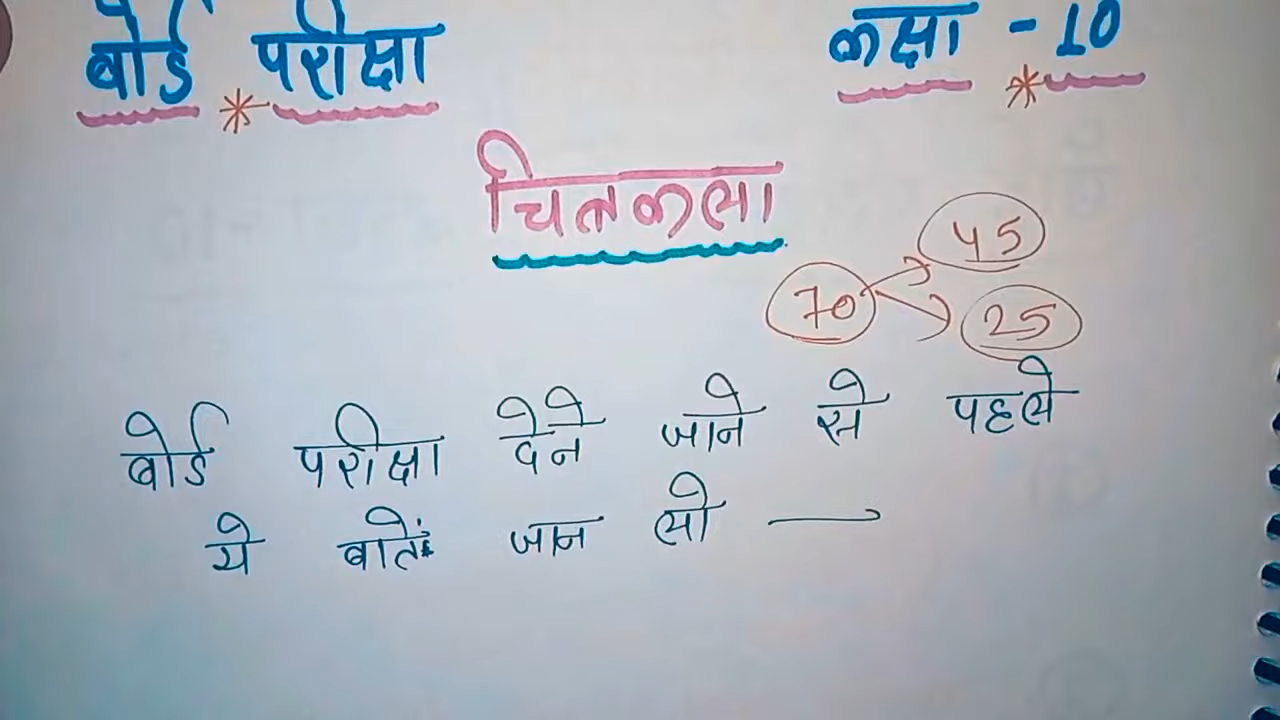 बोर्ड परीक्षा
कक्षा - 10
चित्रकला
70
45
25
बोर्ड परीक्षा देने जाने से पहले
ये बातें जान लो —